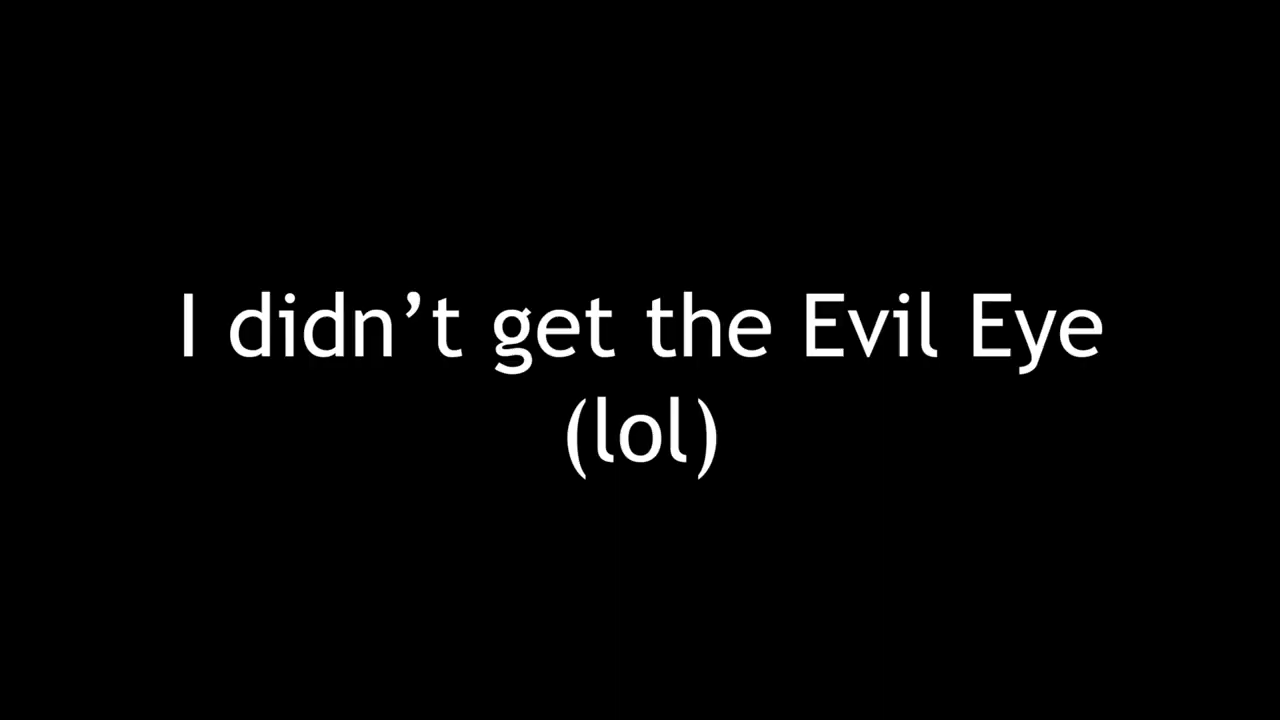 I didn’t get the Evil Eye
(lol)